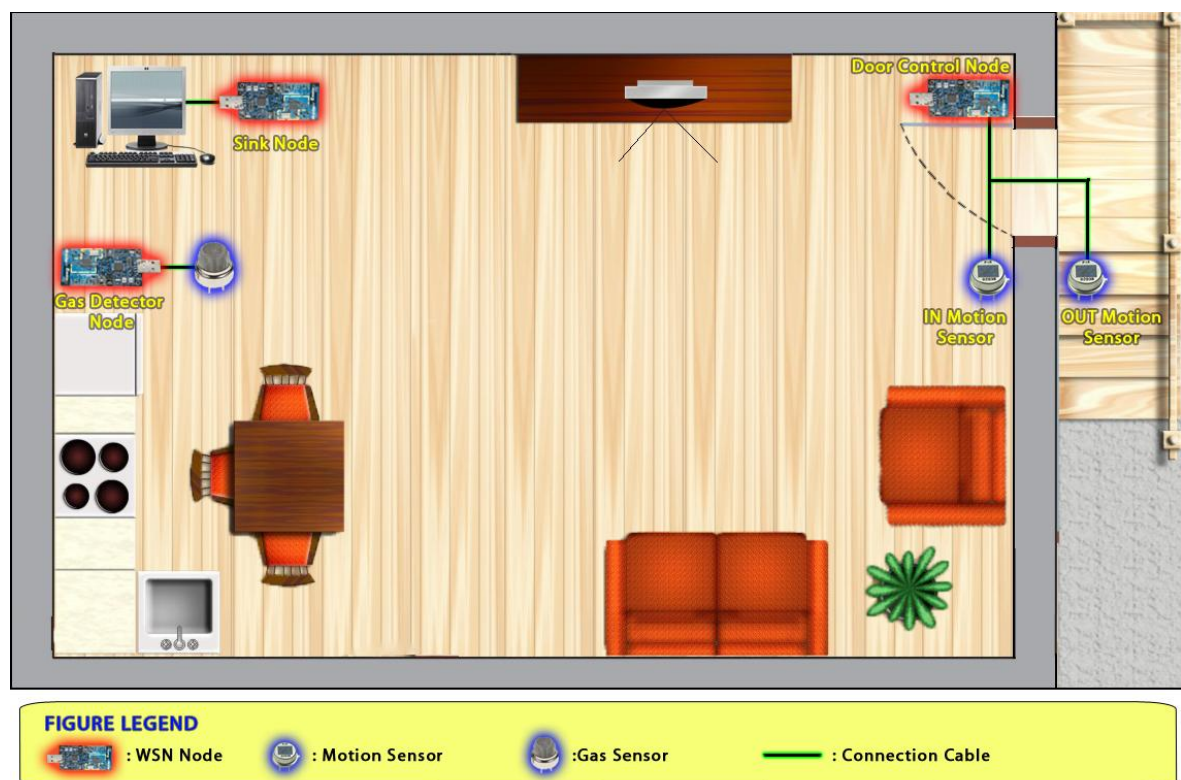 Door Control Node
Sink Node
Gas Detector
Node
IN Motion
Sensor
OUT Motion
Sensor
FIGURE LEGEND
: WSN Node
: Motion Sensor
:Gas Sensor
: Connection Cable